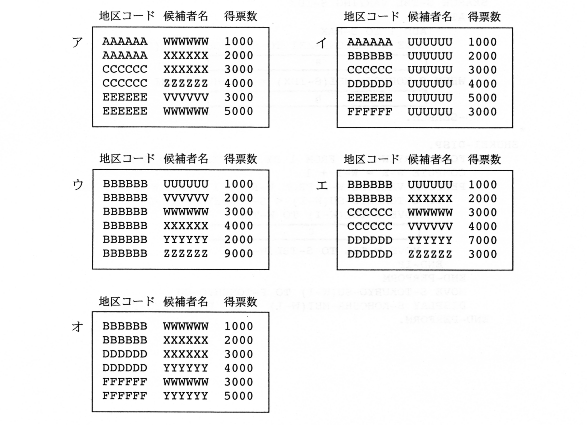 地区コード 候補者名 得票数
ア
AAAAAA WWWWWW 1000
AAAAAA XXXXXX 2000
CCCCCC XXXXXX 3000
CCCCCC ZZZZZZ 4000
EEEEEE VVVVVV 3000
EEEEEE WWWWWW 5000
地区コード 候補者名 得票数
イ
AAAAAA UUUUUU 1000
BBBBBB UUUUUU 2000
CCCCCC UUUUUU 3000
DDDDDD UUUUUU 4000
EEEEEE UUUUUU 5000
FFFFFF UUUUUU 3000
地区コード 候補者名 得票数
ウ
BBBBBB UUUUUU 1000
BBBBBB VVVVVV 2000
BBBBBB WWWWWW 3000
BBBBBB XXXXXX 4000
BBBBBB YYYYYY 2000
BBBBBB ZZZZZZ 9000
地区コード 候補者名 得票数
エ
BBBBBB UUUUUU 1000
BBBBBB XXXXXX 2000
CCCCCC WWWWWW 3000
CCCCCC VVVVVV 4000
DDDDDD YYYYYY 7000
DDDDDD ZZZZZZ 3000
地区コード 候補者名 得票数
オ
BBBBBB WWWWWW 1000
BBBBBB XXXXXX 2000
DDDDDD XXXXXX 3000
DDDDDD YYYYYY 4000
FFFFFF WWWWWW 3000
FFFFFF YYYYYY 5000